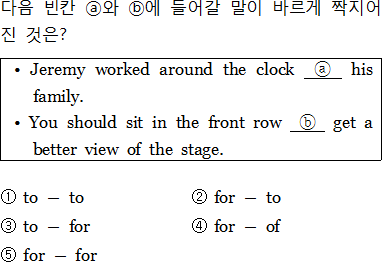 다음 빈칸 ⓐ와 ⓑ에 들어갈 말이 바르게 짝지어
진 것은?
• Jeremy worked around the clock ⓐ his
family.
• You should sit in the front row ⓑ get a
better view of the stage.
① to － to ② for － to
③ to － for ④ for － of
⑤ for － for